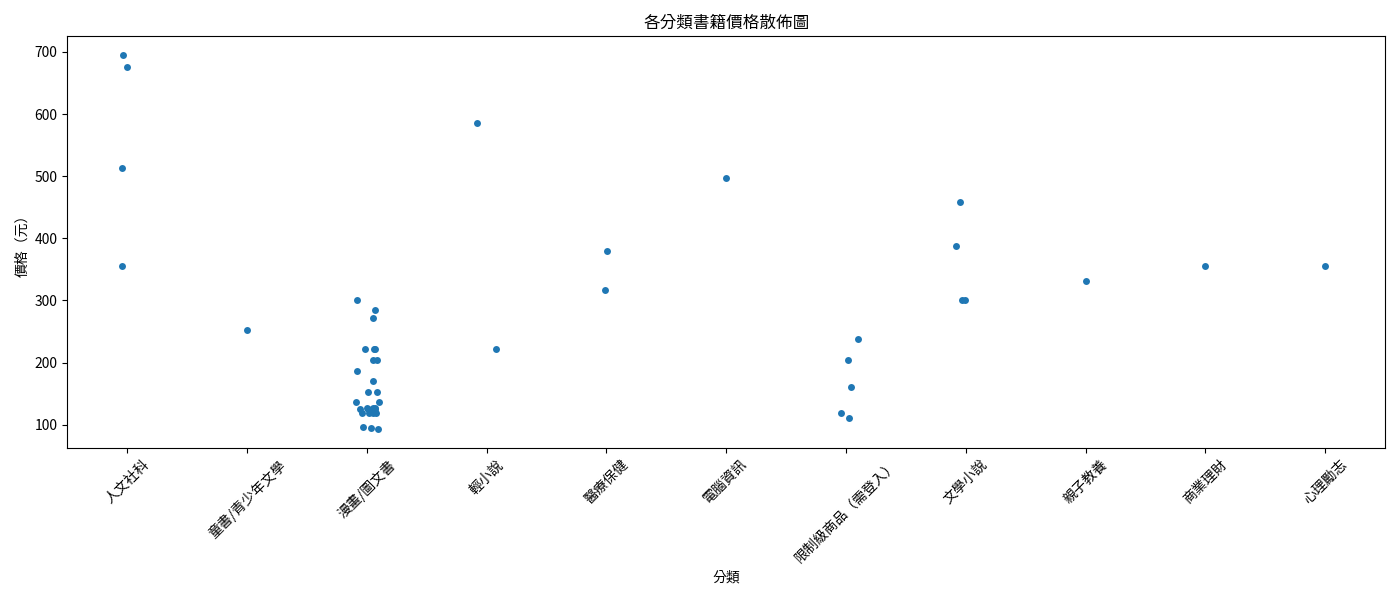 各分類書籍價格散佈圖
價格（元）
700
600
500
400
300
200
100
人文社科
童書/青少年文學
漫畫/圖文書
輕小說
醫療保健
電腦資訊
限制級商品（需登入）
文學小說
親子教養
商業理財
心理勵志
分類